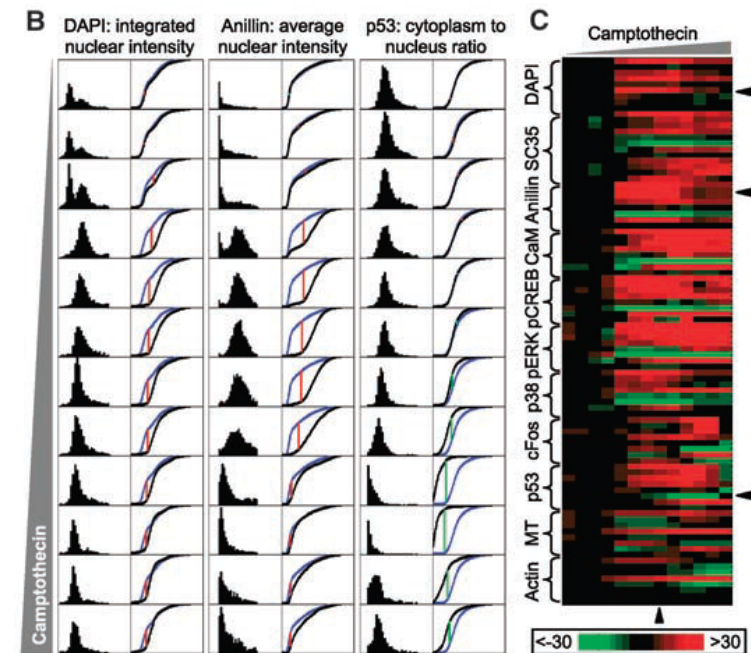 B
DAPI: integrated
nuclear intensity
Anillin: average
nuclear intensity
p53: cytoplasm to
nucleus ratio
Camptothecin
C
Camptothecin
DAPI
SC35
Anillin
CaM
pCREB
pERK
p38
cFos
p53
MT
Actin
<-30
>30